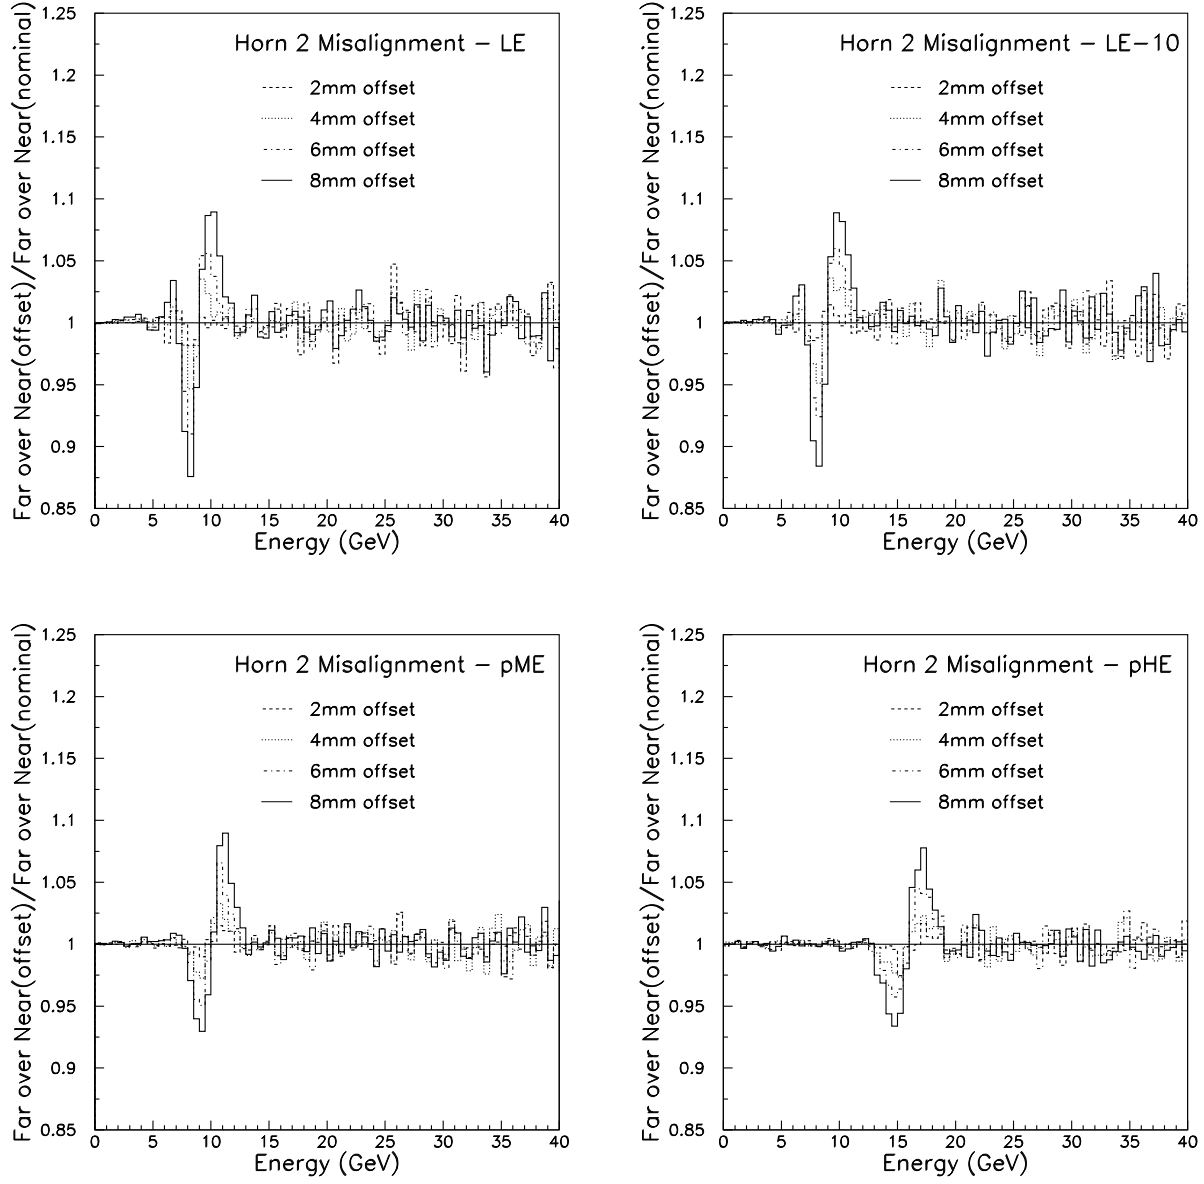 Horn 2 Misalignment – LE
2mm offset
4mm offset
6mm offset
8mm offset
Far over Near(offset)/Far over Near(nominal)
1.25
1.2
1.15
1.1
1.05
1
0.95
0.9
0.85
0 5 10 15 20 25 30 35 40
Energy (GeV)
Horn 2 Misalignment – LE–10
2mm offset
4mm offset
6mm offset
8mm offset
Far over Near(offset)/Far over Near(nominal)
1.25
1.2
1.15
1.1
1.05
1
0.95
0.9
0.85
0 5 10 15 20 25 30 35 40
Energy (GeV)
Horn 2 Misalignment – pME
2mm offset
4mm offset
6mm offset
8mm offset
Far over Near(offset)/Far over Near(nominal)
1.25
1.2
1.15
1.1
1.05
1
0.95
0.9
0.85
0 5 10 15 20 25 30 35 40
Energy (GeV)
Horn 2 Misalignment – pHE
2mm offset
4mm offset
6mm offset
8mm offset
Far over Near(offset)/Far over Near(nominal)
1.25
1.2
1.15
1.1
1.05
1
0.95
0.9
0.85
0 5 10 15 20 25 30 35 40
Energy (GeV)